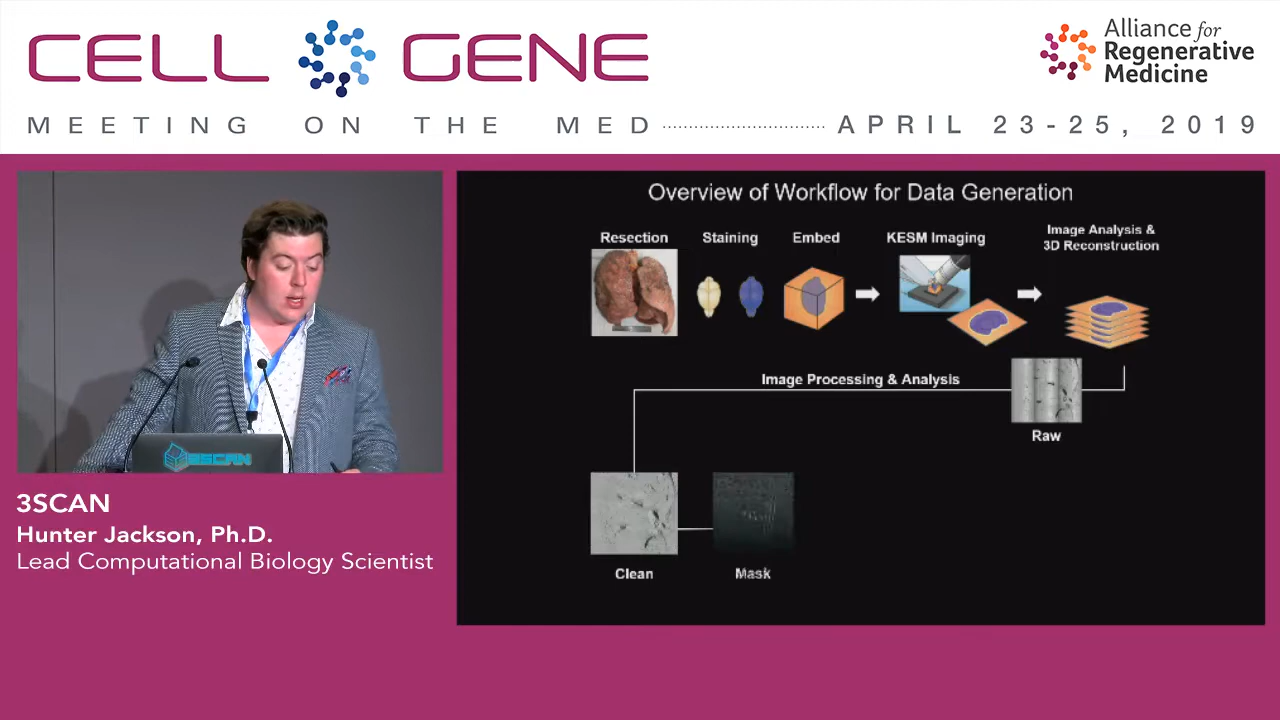 CELL GENE
Alliance for
Regenerative
Medicine
MEETING ON THE MED
APRIL 23-25, 2019
Overview of Workflow for Data Generation
Resection
Staining
Embed
KESM Imaging
Image Analysis &
3D Reconstruction
Image Processing & Analysis
Raw
Clean
Mask
3SCAN
3SCAN
Hunter Jackson, Ph.D.
Lead Computational Biology Scientist